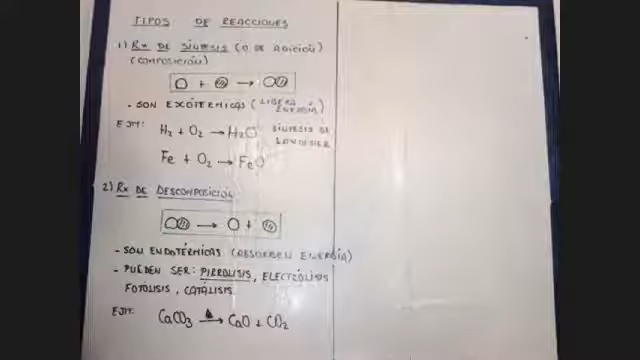 TIPOS DE REACCIONES
1) RX DE SÍNTESIS (O DE ADICIÓN)
(COMPOSICIÓN)
+ →
- SON EXOTÉRMICAS (LIBERA ENERGÍA)
EJM: H₂ + O₂ → H₂O SÍNTESIS DE
LAVOISIER
Fe + O₂ → FeO
2) RX DE DESCOMPOSICIÓN
→ +
- SON ENDOTÉRMICAS (ABSORBEN ENERGÍA)
- PUEDEN SER: PIRROLISIS, ELECTRÓLISIS
FOTÓLISIS, CATÁLISIS
EJM: CaCO₃ →Δ CaO + CO₂